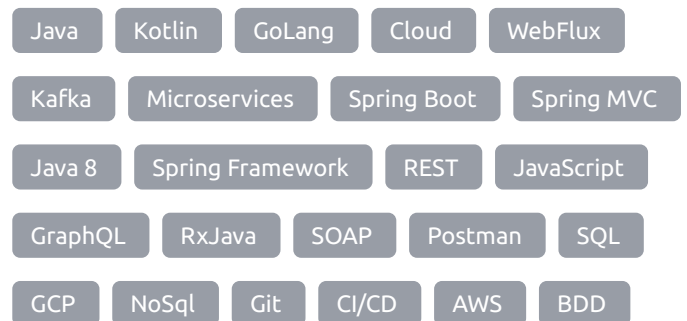 Java Kotlin GoLang Cloud WebFlux
Kafka Microservices Spring Boot Spring MVC
Java 8 Spring Framework REST JavaScript
GraphQL RxJava SOAP Postman SQL
GCP NoSql Git CI/CD AWS BDD